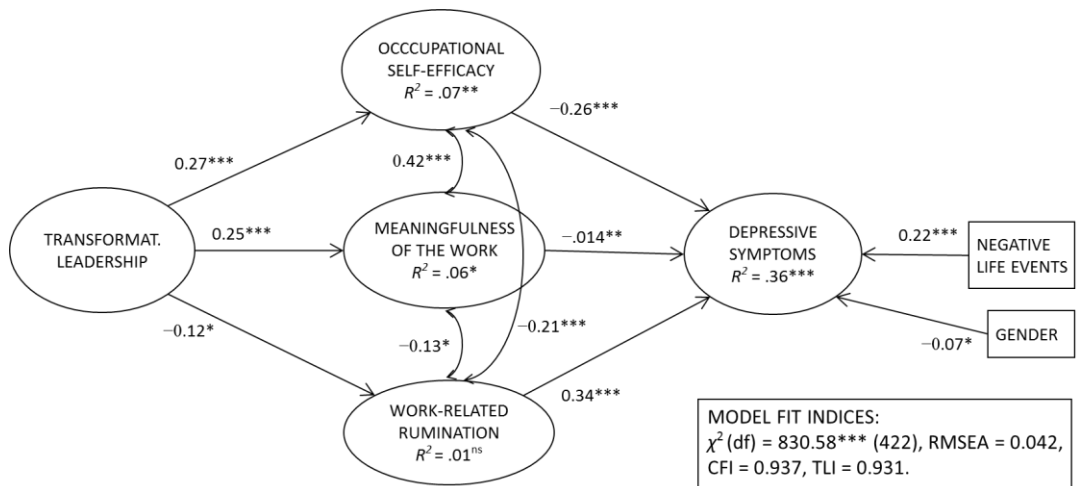 OCCCUPATIONAL
SELF-EFFICACY
R² = .07**
−0.26***
0.27***
0.42***
TRANSFORMAT.
LEADERSHIP
0.25***
MEANINGFULNESS
OF THE WORK
R² = .06*
-.014**
DEPRESSIVE
SYMPTOMS
R² = .36***
0.22***
NEGATIVE
LIFE EVENTS
−0.12*
−0.13*
−0.21***
−0.07*
GENDER
WORK-RELATED
RUMINATION
R² = .01ns
0.34***
MODEL FIT INDICES:
χ² (df) = 830.58*** (422), RMSEA = 0.042,
CFI = 0.937, TLI = 0.931.